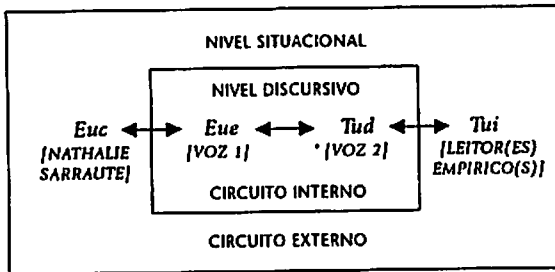 NIVEL SITUACIONAL
NIVEL DISCURSIVO
Euc Eue Tud Tui
[NATHALIE [VOZ 1] [VOZ 2] [LEITOR(ES)
SARRAUTE] EMPIRICO(S)]
CIRCUITO INTERNO
CIRCUITO EXTERNO